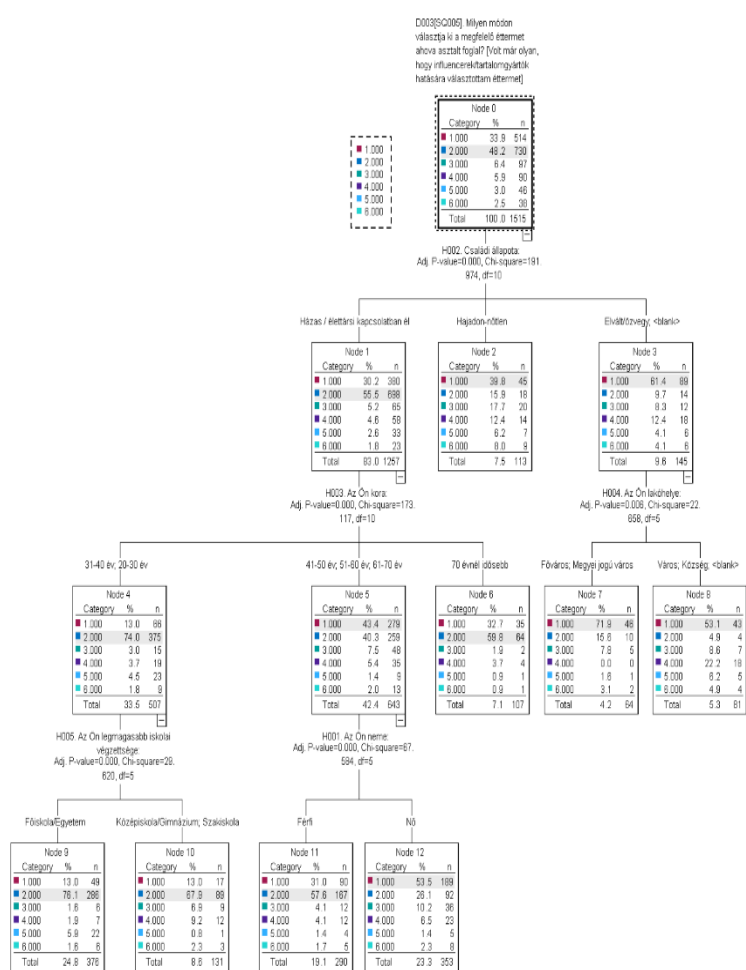 D003[SQ005]. Milyen módon
választja ki a megfelelő éttermet
ahova asztalt foglal? [Volt már olyan,
hogy influencerek/tartalomgyártók
hatására választottam éttermet]
Node 0
Category % n
1.000 33.9 514
2.000 48.2 730
3.000 6.4 97
4.000 5.9 90
5.000 3.0 46
6.000 2.5 38
Total 100.0 1515
1.000
2.000
3.000
4.000
5.000
6.000
H002. Családi állapota:
Adj. P-value=0.000, Chi-square=191.
974, df=10
Házas / élettársi kapcsolatban él
Hajadon-nőtlen
Elvált/özvegy; <blank>
Node 1
Category % n
1.000 30.2 380
2.000 55.5 698
3.000 5.2 65
4.000 4.6 58
5.000 2.6 33
6.000 1.8 23
Total 83.0 1257
Node 2
Category % n
1.000 39.8 45
2.000 15.9 18
3.000 17.7 20
4.000 12.4 14
5.000 6.2 7
6.000 8.0 9
Total 7.5 113
Node 3
Category % n
1.000 61.4 89
2.000 9.7 14
3.000 8.3 12
4.000 12.4 18
5.000 4.1 6
6.000 4.1 6
Total 9.6 145
H003. Az Ön kora:
Adj. P-value=0.000, Chi-square=173.
117, df=10
H004. Az Ön lakóhelye:
Adj. P-value=0.006, Chi-square=22.
658, df=5
31-40 év; 20-30 év
41-50 év; 51-60 év; 61-70 év
70 évnél idősebb
Főváros; Megyei jogú város
Város; Község; <blank>
Node 4
Category % n
1.000 13.0 66
2.000 74.0 375
3.000 3.0 15
4.000 3.7 19
5.000 4.5 23
6.000 1.8 9
Total 33.5 507
Node 5
Category % n
1.000 43.4 279
2.000 40.3 259
3.000 7.5 48
4.000 5.4 35
5.000 1.4 9
6.000 2.0 13
Total 42.4 643
Node 6
Category % n
1.000 32.7 35
2.000 59.8 64
3.000 1.9 2
4.000 3.7 4
5.000 0.9 1
6.000 0.9 1
Total 7.1 107
Node 7
Category % n
1.000 71.9 46
2.000 15.6 10
3.000 7.8 5
4.000 0.0 0
5.000 1.6 1
6.000 3.1 2
Total 4.2 64
Node 8
Category % n
1.000 53.1 43
2.000 4.9 4
3.000 8.6 7
4.000 22.2 18
5.000 6.2 5
6.000 4.9 4
Total 5.3 81
H005. Az Ön legmagasabb iskolai
végzettsége:
Adj. P-value=0.000, Chi-square=29.
620, df=5
H001. Az Ön neme:
Adj. P-value=0.000, Chi-square=67.
584, df=5
Főiskola/Egyetem
Középiskola/Gimnázium; Szakiskola
Férfi
Nő
Node 9
Category % n
1.000 13.0 49
2.000 76.1 286
3.000 1.6 6
4.000 1.9 7
5.000 5.9 22
6.000 1.6 6
Total 24.8 376
Node 10
Category % n
1.000 13.0 17
2.000 67.9 89
3.000 6.9 9
4.000 9.2 12
5.000 0.8 1
6.000 2.3 3
Total 8.6 131
Node 11
Category % n
1.000 31.0 90
2.000 57.6 167
3.000 4.1 12
4.000 4.1 12
5.000 1.4 4
6.000 1.7 5
Total 19.1 290
Node 12
Category % n
1.000 53.5 189
2.000 26.1 92
3.000 10.2 36
4.000 6.5 23
5.000 1.4 5
6.000 2.3 8
Total 23.3 353